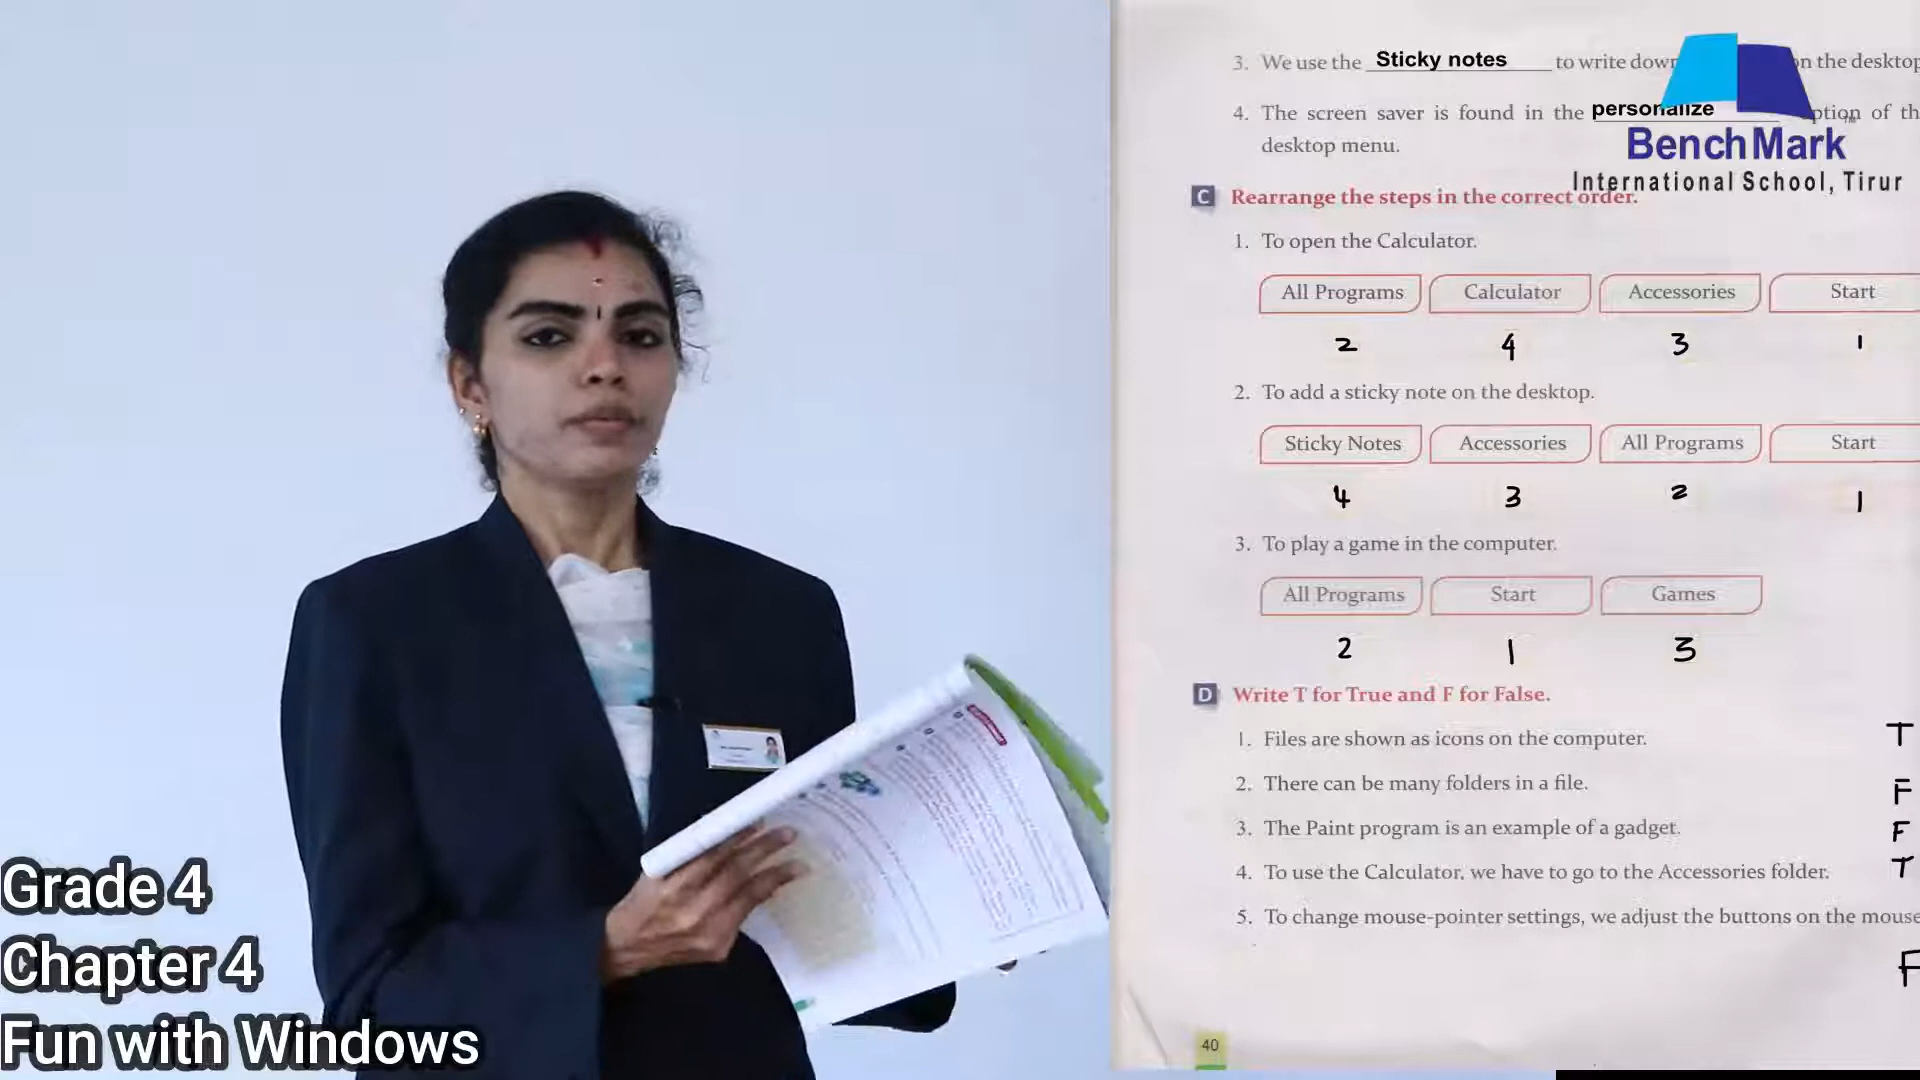 3. We use the Sticky notes to write down on the desktop
4. The screen saver is found in the personalize option of th
desktop menu.
BenchMark
International School, Tirur
C Rearrange the steps in the correct order.
1. To open the Calculator.
All Programs Calculator Accessories Start
2 4 3 1
2. To add a sticky note on the desktop.
Sticky Notes Accessories All Programs Start
4 3 2 1
3. To play a game in the computer.
All Programs Start Games
2 1 3
D Write T for True and F for False.
1. Files are shown as icons on the computer. T
2. There can be many folders in a file. F
3. The Paint program is an example of a gadget. F
4. To use the Calculator, we have to go to the Accessories folder. T
5. To change mouse-pointer settings, we adjust the buttons on the mouse
F
40
Grade 4
Chapter 4
Fun with Windows